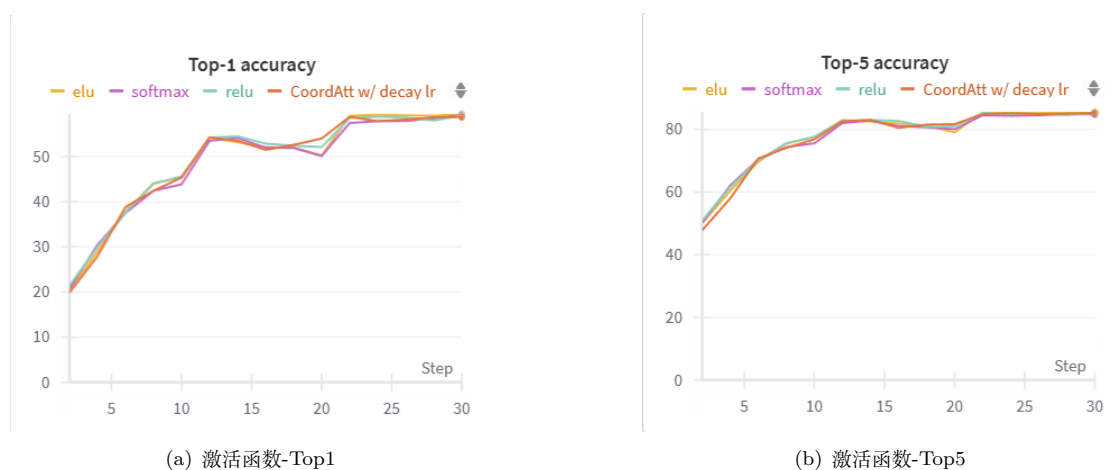 Top-1 accuracy
elu softmax relu CoordAtt w/ decay lr
50
40
30
20
10
0
Step
5 10 15 20 25 30
(a) 激活函数-Top1
Top-5 accuracy
elu softmax relu CoordAtt w/ decay lr
80
60
40
20
0
Step
5 10 15 20 25 30
(b) 激活函数-Top5